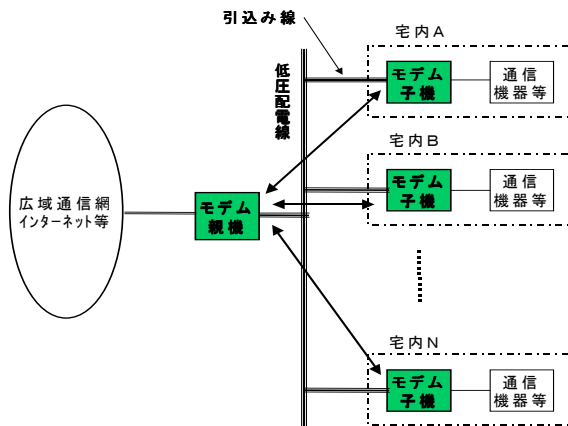 引込み線
低圧配電線
広域通信網
インターネット等
モデム
親機
宅内A
モデム
子機
通信
機器等
宅内B
モデム
子機
通信
機器等
宅内N
モデム
子機
通信
機器等